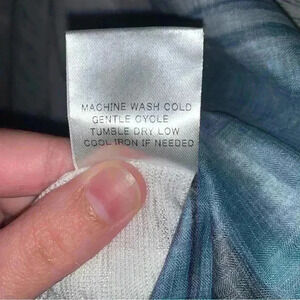 MACHINE WASH COLD
GENTLE CYCLE
TUMBLE DRY LOW
COOL IRON IF NEEDED